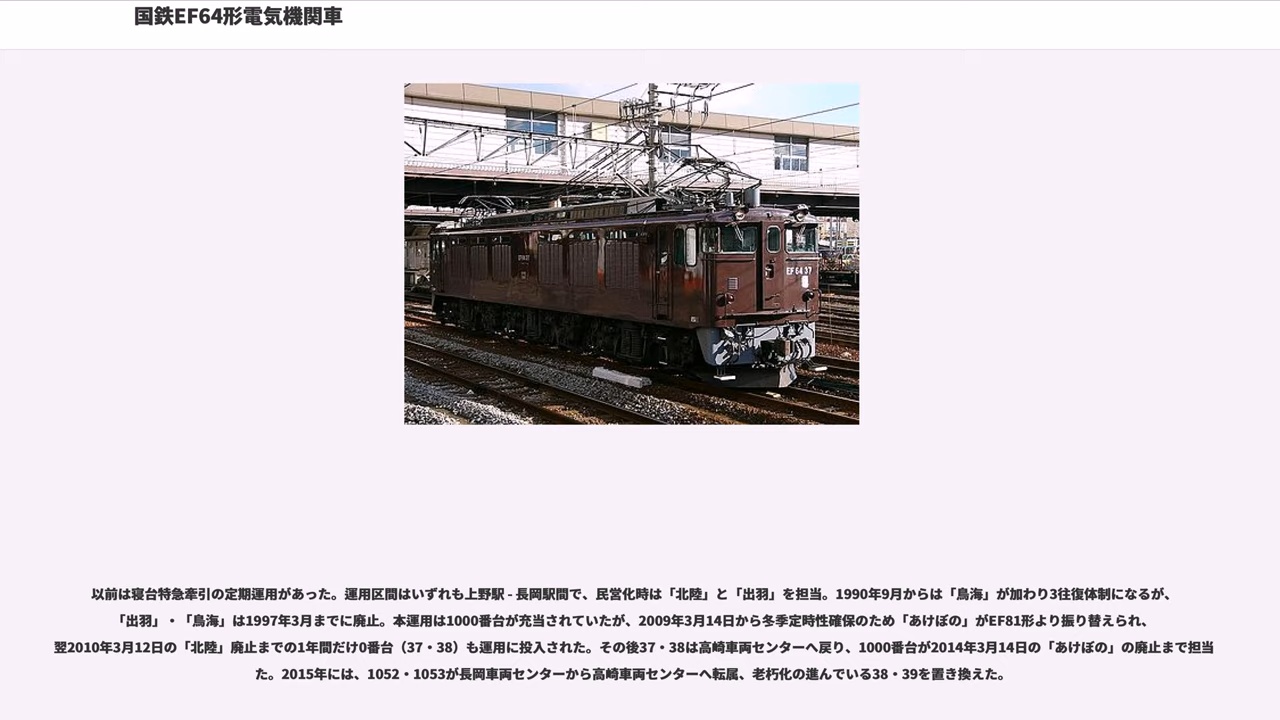 国鉄EF64形電気機関車
EF 64 37
以前は寝台特急牽引の定期運用があった。運用区間はいずれも上野駅 - 長岡駅間で、民営化時は「北陸」と「出羽」を担当。1990年9月からは「鳥海」が加わり3往復体制になるが、
「出羽」・「鳥海」は1997年3月までに廃止。本運用は1000番台が充当されていたが、2009年3月14日から冬季定時性確保のため「あけぼの」がEF81形より振り替えられ、
翌2010年3月12日の「北陸」廃止までの1年間だけ0番台（37・38）も運用に投入された。その後37・38は高崎車両センターへ戻り、1000番台が2014年3月14日の「あけぼの」の廃止まで担当
た。2015年には、1052・1053が長岡車両センターから高崎車両センターへ転属、老朽化の進んでいる38・39を置き換えた。